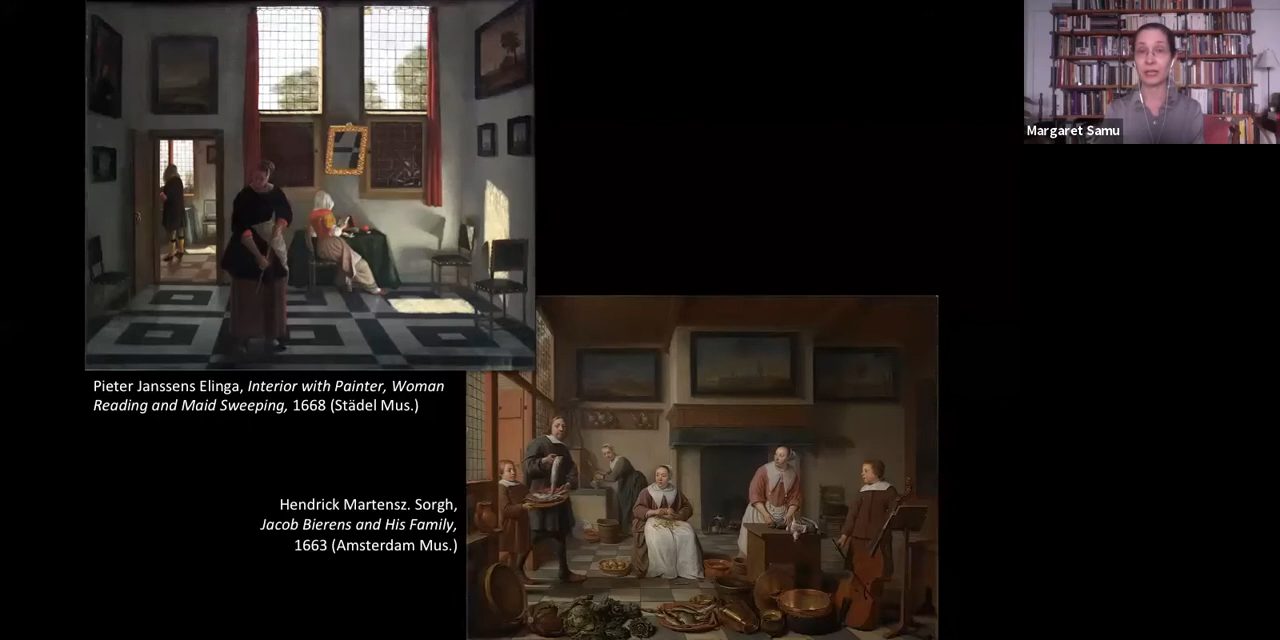 Margaret Samu
Pieter Janssens Elinga, Interior with Painter, Woman
Reading and Maid Sweeping, 1668 (Städel Mus.)
Hendrick Martensz. Sorgh,
Jacob Bierens and His Family,
1663 (Amsterdam Mus.)